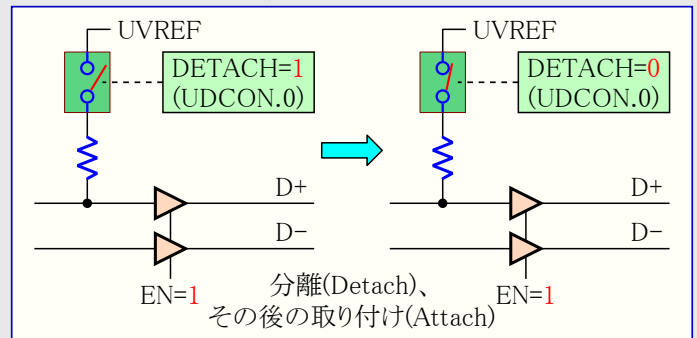 UVREF
DETACH=1
(UDCON.0)
D+
D−
EN=1
UVREF
DETACH=0
(UDCON.0)
D+
D−
EN=1
分離(Detach)、
その後の取り付け(Attach)